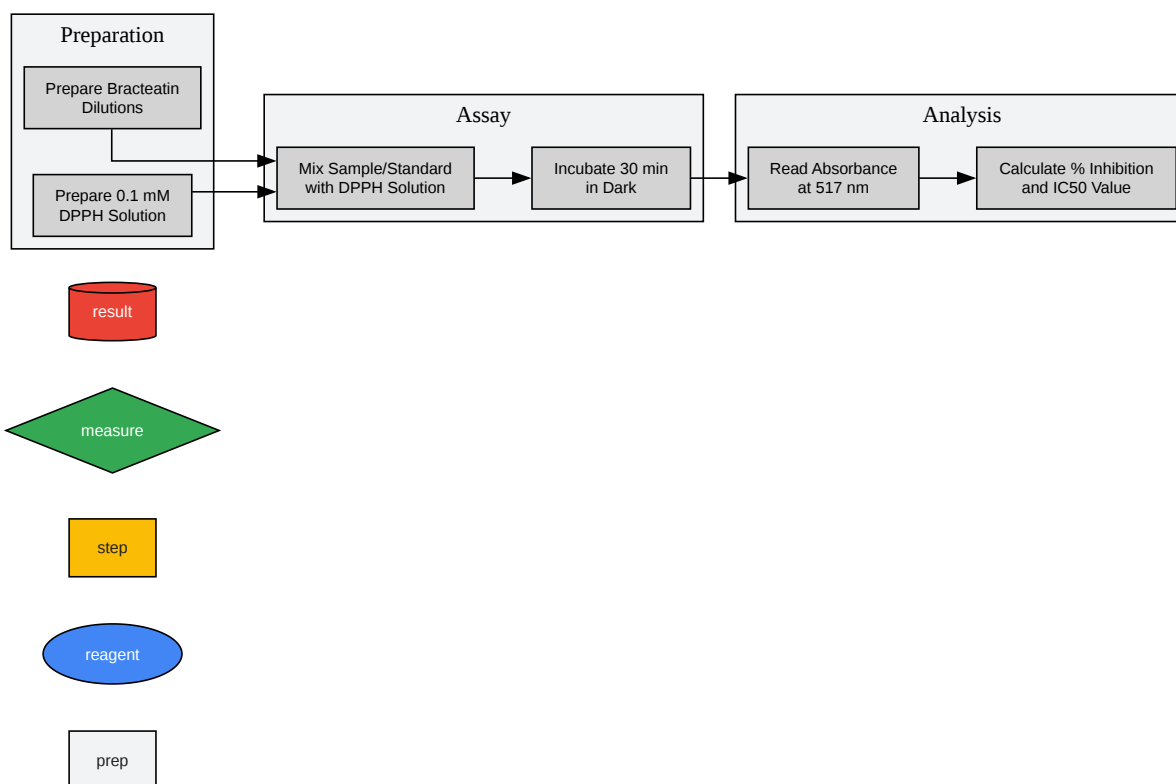 Preparation
Prepare Bracteatin
Dilutions
Prepare 0.1 mM
DPPH Solution
Assay
Mix Sample/Standard
with DPPH Solution
Incubate 30 min
in Dark
Analysis
Read Absorbance
at 517 nm
Calculate % Inhibition
and IC50 Value
result
measure
step
reagent
prep